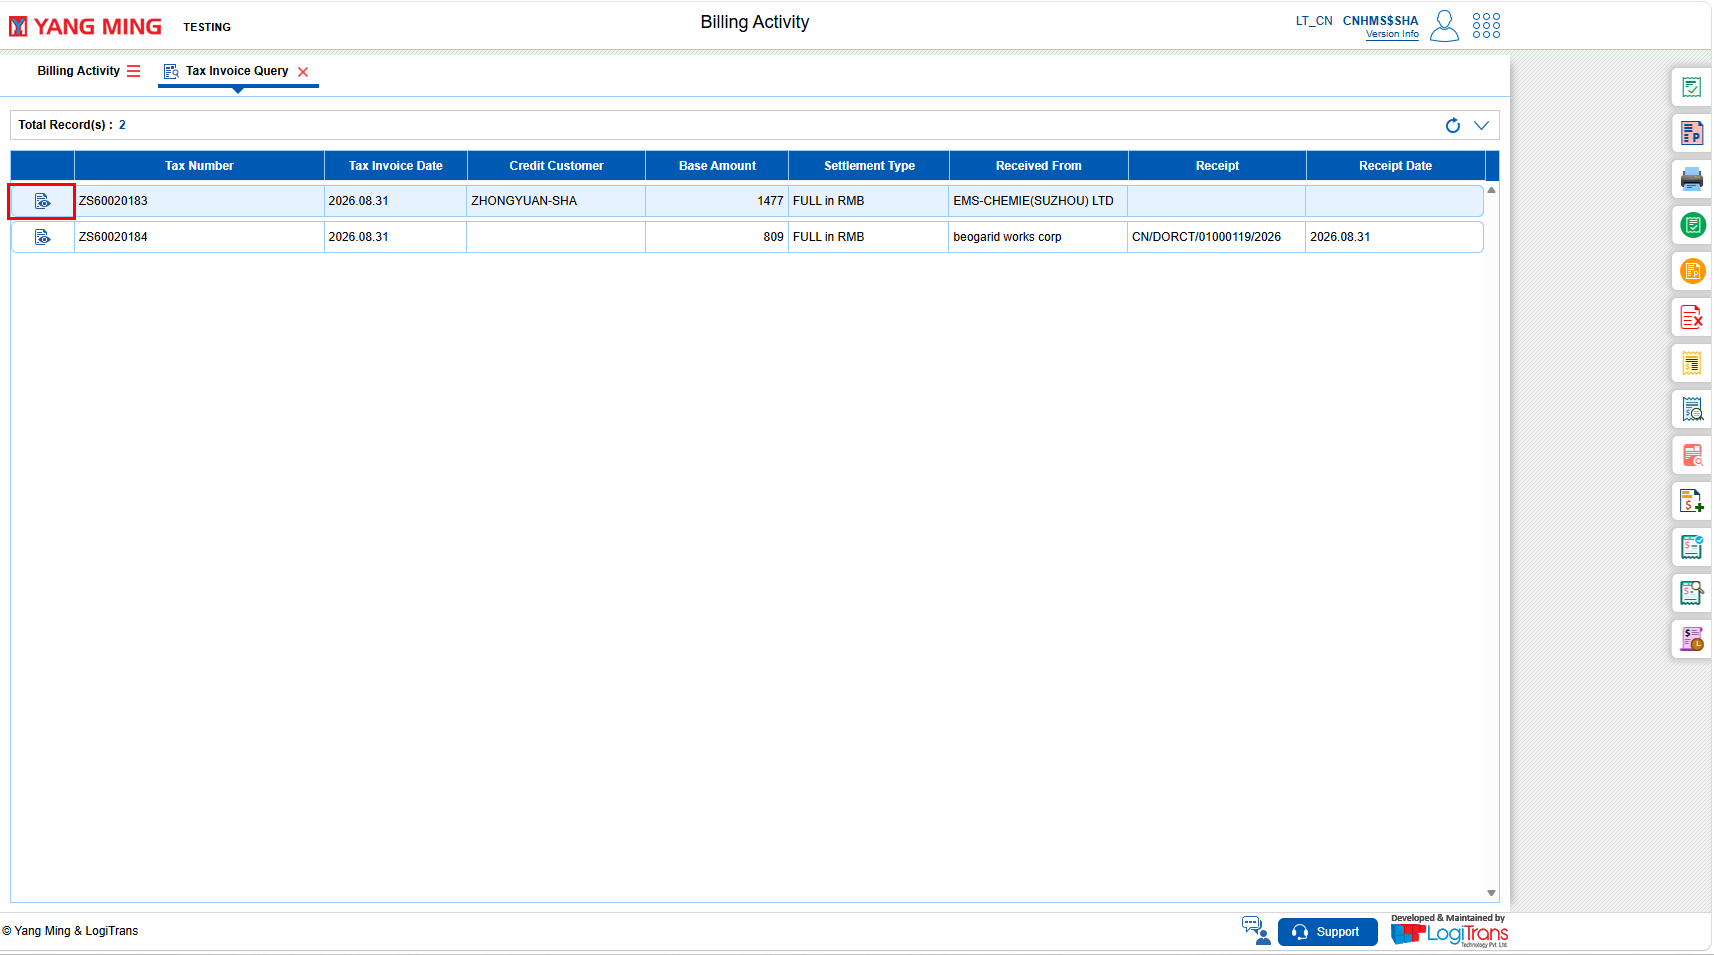 YANG MING TESTING Billing Activity LT_CN CNHMS$SHA
Version Info
Billing Activity Tax Invoice Query
Total Record(s) : 2
Tax Number Tax Invoice Date Credit Customer Base Amount Settlement Type Received From Receipt Receipt Date
ZS60020183 2026.08.31 ZHONGYUAN-SHA 1477 FULL in RMB EMS-CHEMIE(SUZHOU) LTD
ZS60020184 2026.08.31 809 FULL in RMB beogarid works corp CN/DORCT/01000119/2026 2026.08.31
© Yang Ming & LogiTrans Support Developed & Maintained by
LogiTrans
Technology Pvt. Ltd.